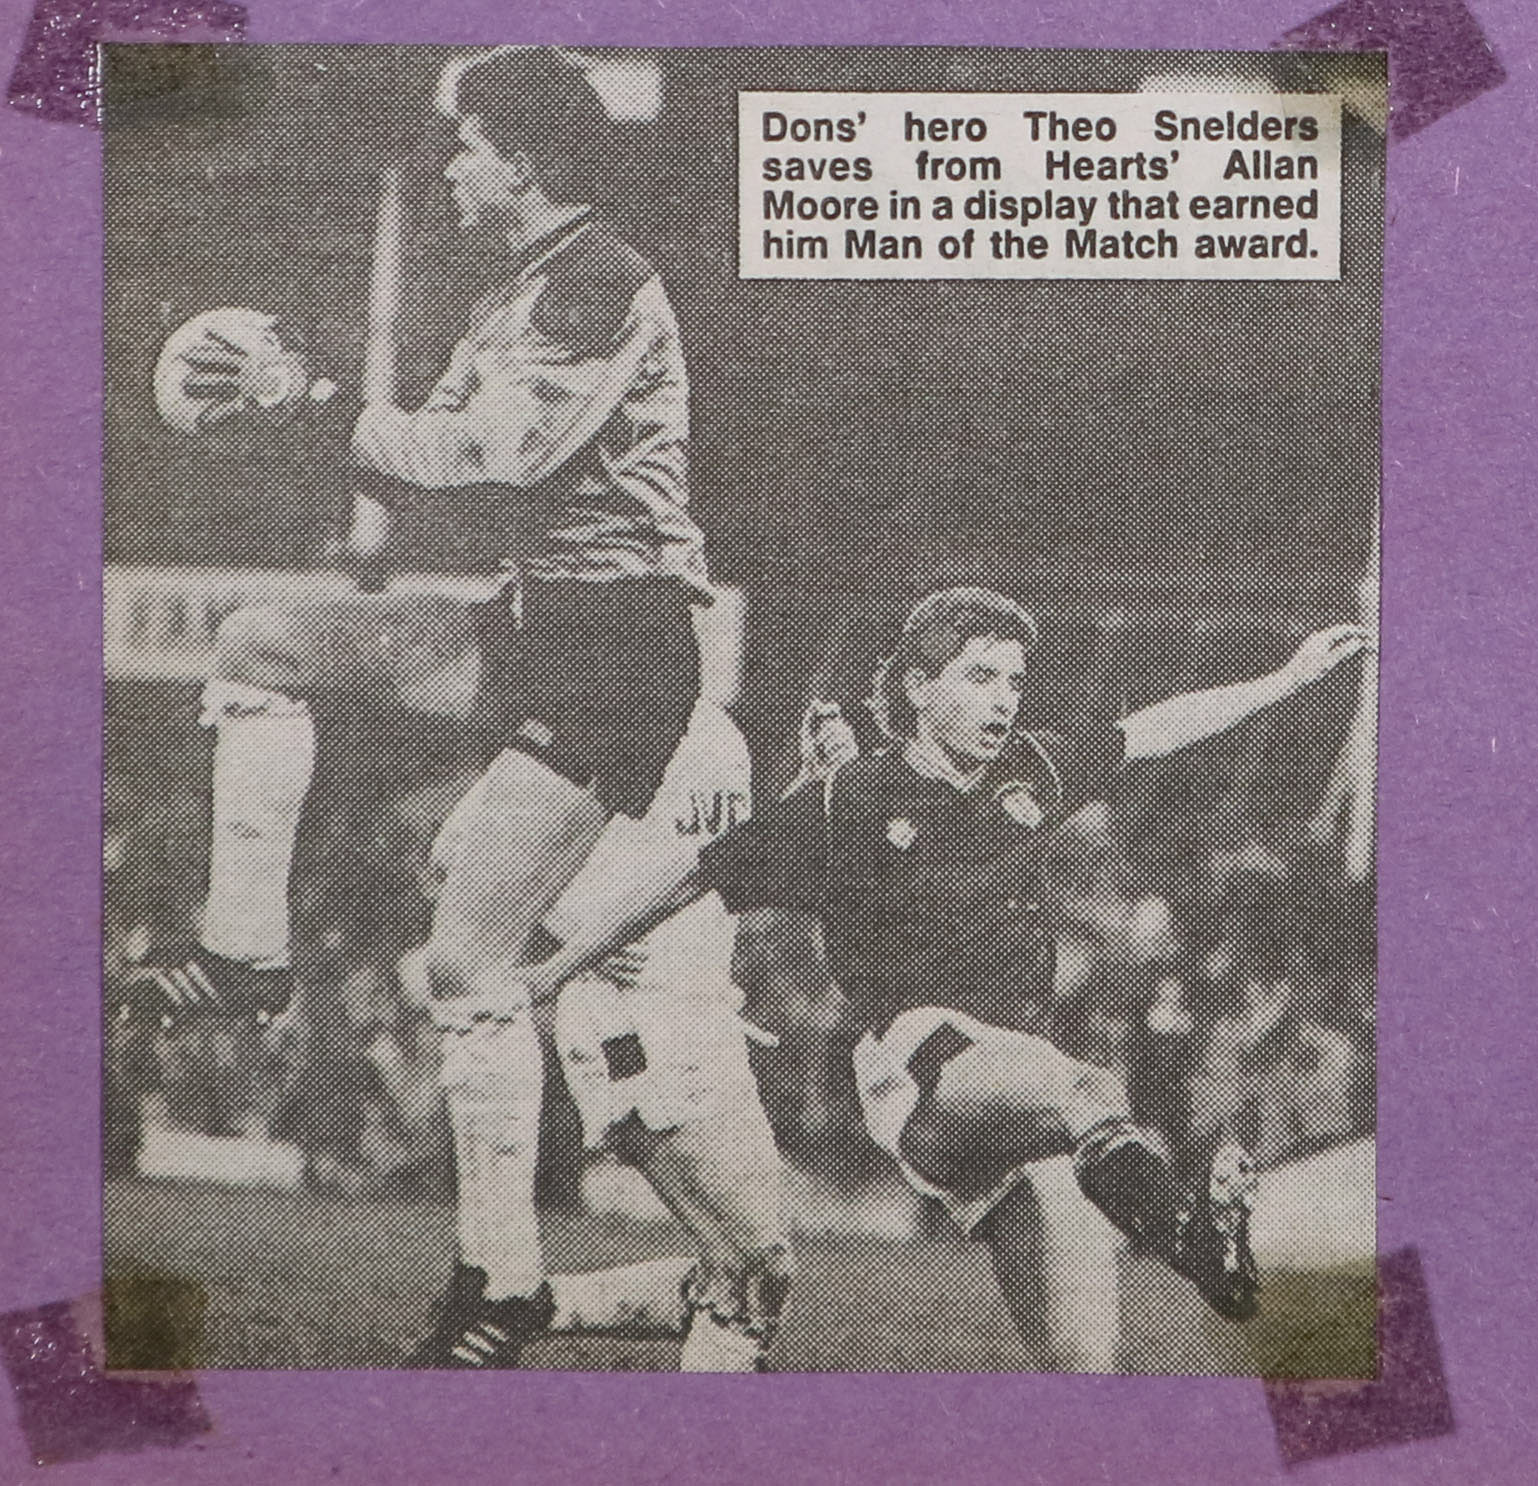 Dons' hero Theo Snelders
saves from Hearts' Allan
Moore in a display that earned
him Man of the Match award.